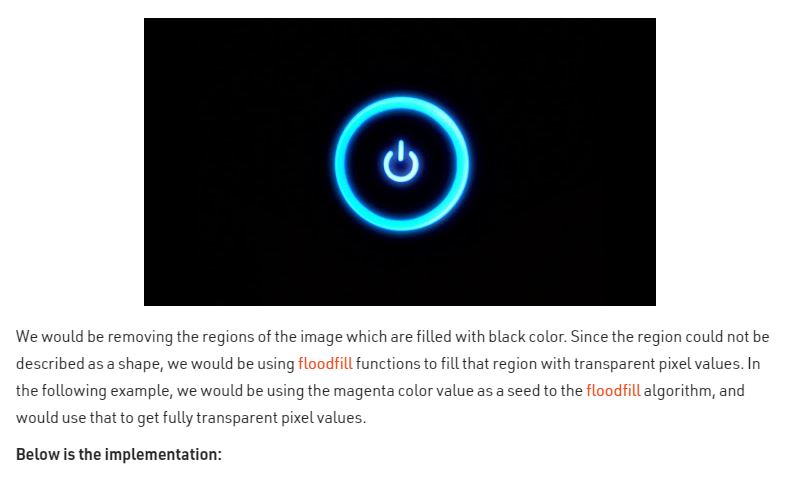 We would be removing the regions of the image which are filled with black color. Since the region could not be
described as a shape, we would be using floodfill functions to fill that region with transparent pixel values. In
the following example, we would be using the magenta color value as a seed to the floodfill algorithm, and
would use that to get fully transparent pixel values.
Below is the implementation: